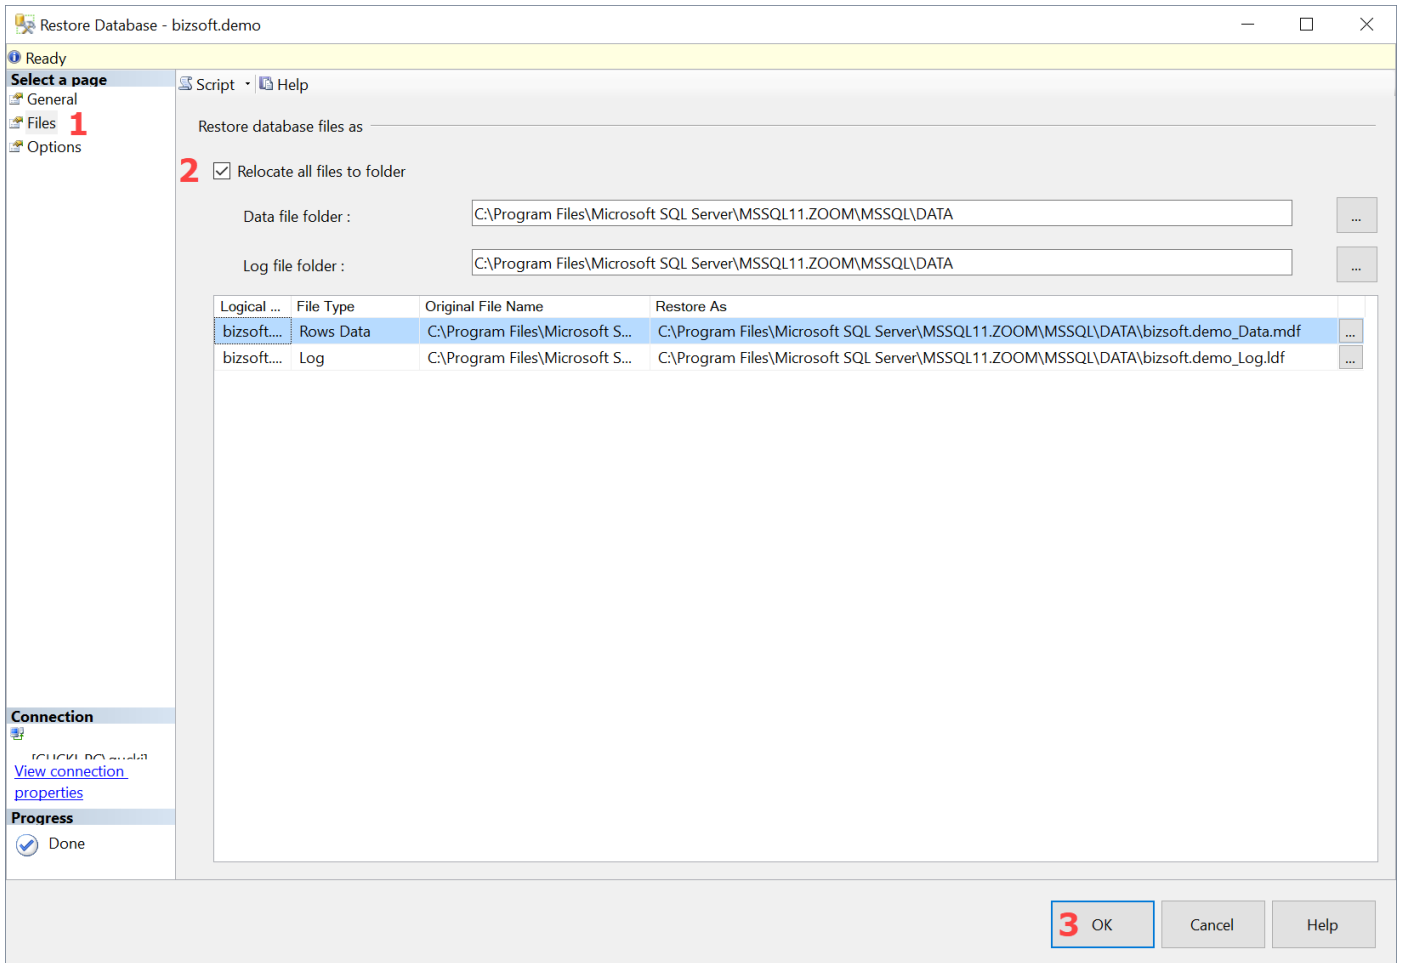 Restore Database - bizsoft.demo
Ready
Select a page
General
Files 1
Options
Script Help
Restore database files as
2 Relocate all files to folder
Data file folder : C:\Program Files\Microsoft SQL Server\MSSQL11.ZOOM\MSSQL\DATA ...
Log file folder : C:\Program Files\Microsoft SQL Server\MSSQL11.ZOOM\MSSQL\DATA ...
Logical ... File Type Original File Name Restore As
bizsoft.... Rows Data C:\Program Files\Microsoft S... C:\Program Files\Microsoft SQL Server\MSSQL11.ZOOM\MSSQL\DATA\bizsoft.demo_Data.mdf ...
bizsoft.... Log C:\Program Files\Microsoft S... C:\Program Files\Microsoft SQL Server\MSSQL11.ZOOM\MSSQL\DATA\bizsoft.demo_Log.ldf ...
Connection
View connection
properties
Progress
Done
3 OK Cancel Help